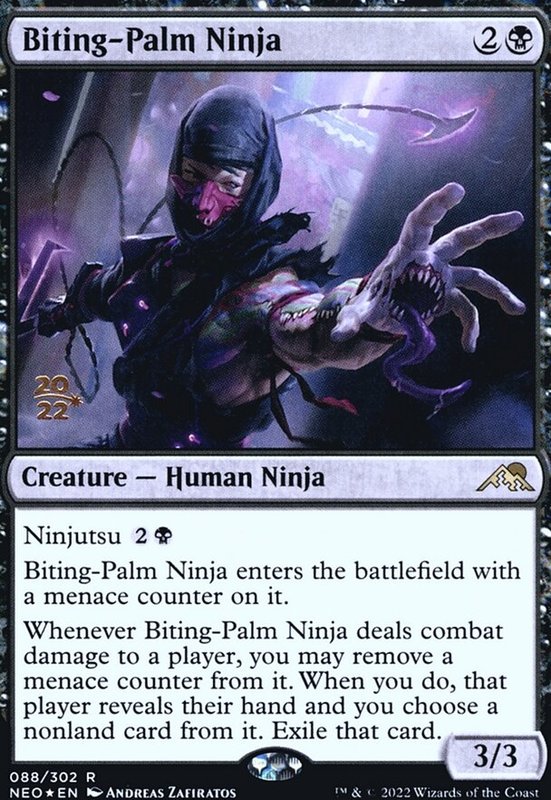 Biting-Palm Ninja 2
20
22
Creature — Human Ninja
Ninjutsu 2
Biting-Palm Ninja enters the battlefield with
a menace counter on it.
Whenever Biting-Palm Ninja deals combat
damage to a player, you may remove a
menace counter from it. When you do, that
player reveals their hand and you choose a
nonland card from it. Exile that card.
3/3
088/302 R
NEO★EN Andreas Zafiratos
™ & © 2022 Wizards of the Coast